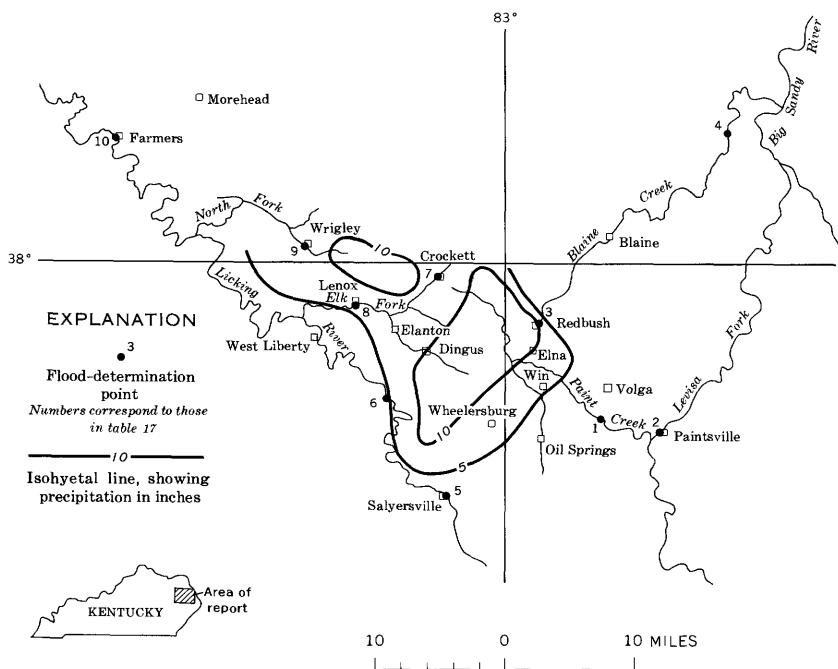 83°
Morehead
10
Farmers
4
Big Sandy River
North Fork
Wrigley
9
10
Crockett
7
Blaine Creek
Blaine
38°
Licking River
Lenox
Elk Fork
8
3
Redbush
Elanton
West Liberty
Dingus
Elna
Win
Paint Creek
Volga
Levisa Fork
6
Wheelersburg
10
1
2
Paintsville
Oil Springs
5
5
Salyersville
EXPLANATION
3
Flood-determination
point
Numbers correspond to those
in table 17
10
Isohyetal line, showing
precipitation in inches
KENTUCKY
Area of
report
10 0 10 MILES